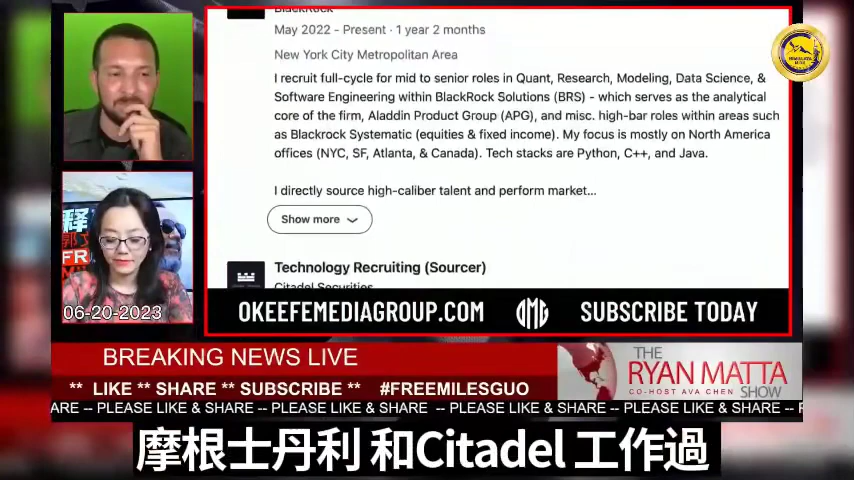 BlackRock
May 2022 - Present · 1 year 2 months
New York City Metropolitan Area
I recruit full-cycle for mid to senior roles in Quant, Research, Modeling, Data Science, &
Software Engineering within BlackRock Solutions (BRS) - which serves as the analytical
core of the firm, Aladdin Product Group (APG), and misc. high-bar roles within areas such
as Blackrock Systematic (equities & fixed income). My focus is mostly on North America
offices (NYC, SF, Atlanta, & Canada). Tech stacks are Python, C++, and Java.
I directly source high-caliber talent and perform market...
Show more
Technology Recruiting (Sourcer)
Citadel Securities
06-20-2023
OKEEFEMEDIAGROUP.COM
OMG
SUBSCRIBE TODAY
BREAKING NEWS LIVE
** LIKE ** SHARE ** SUBSCRIBE ** #FREEMILESGUO
THE
RYAN MATTA
CO-HOST AVA CHEN SHOW
ARE -- PLEASE LIKE & SHARE -- PLEASE LIKE & SHARE -- PLEASE LIKE & SHARE -- PLEASE LIKE & SHARE --
摩根士丹利 和Citadel 工作過